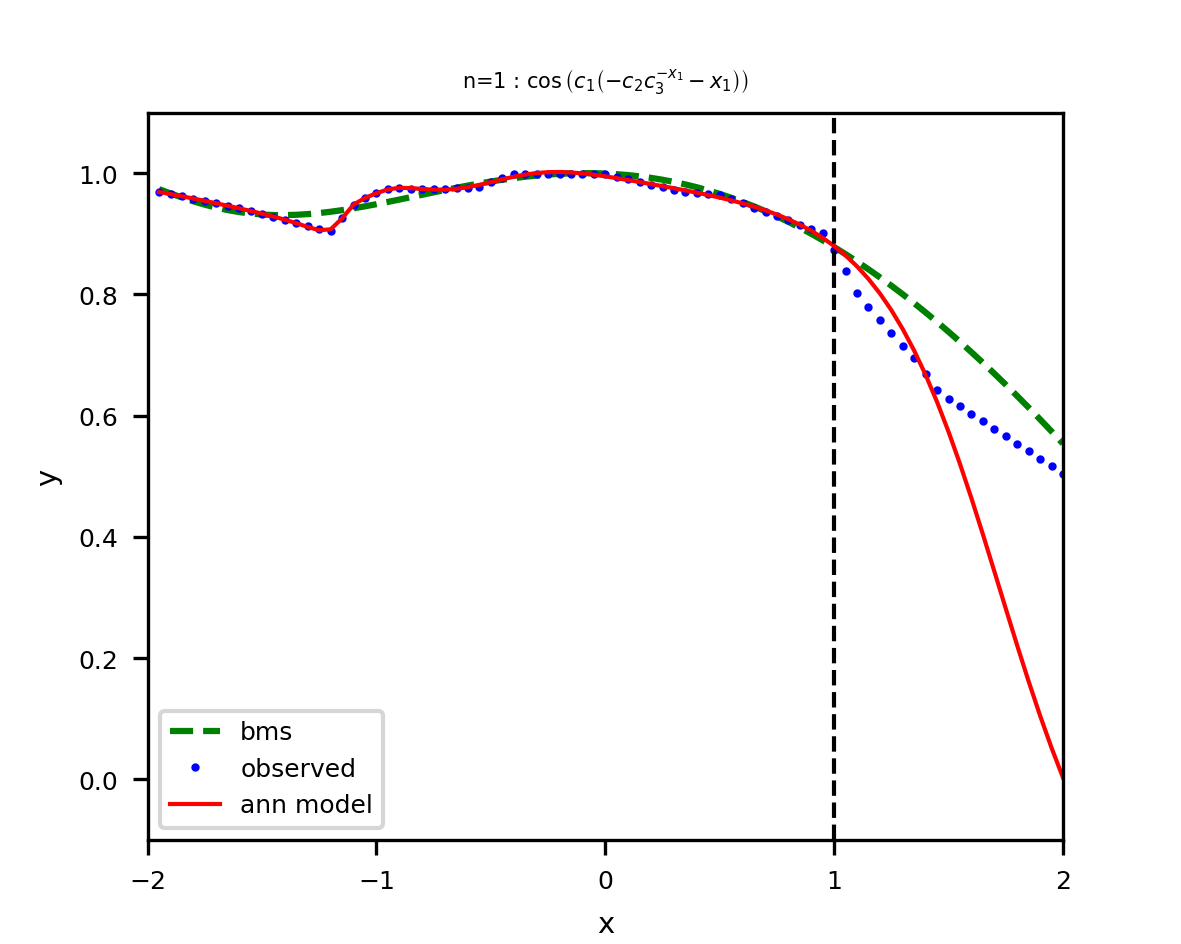 n=1 : cos (c₁(−c₂c₃^{−x₁} − x₁))
y
1.0
0.8
0.6
0.4
0.2
0.0
bms
observed
ann model
−2
−1
0
1
2
x